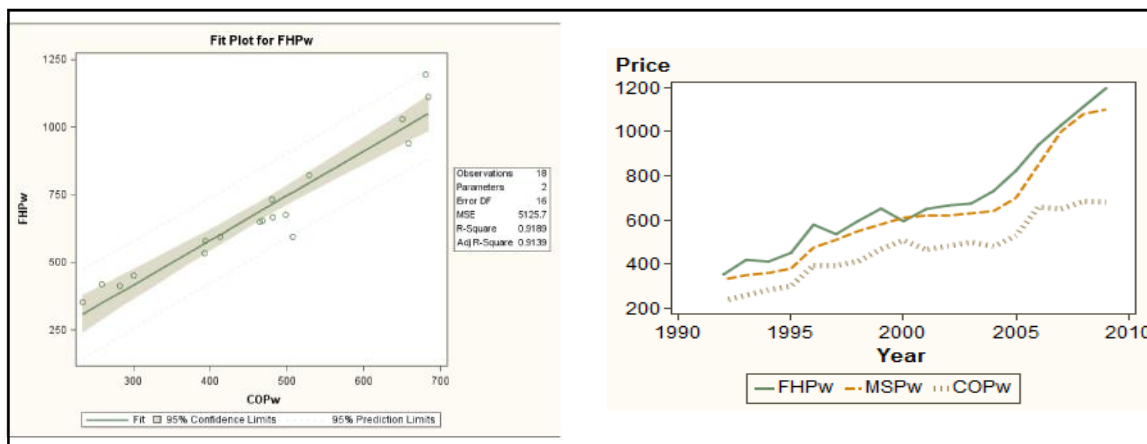 Fit Plot for FHPw
1250
1000
750
500
250
FHPw
300 400 500 600 700
COPw
Observations 18
Parameters 2
Error DF 16
MSE 5125.7
R-Square 0.9189
Adj R-Square 0.9139
Fit 95% Confidence Limits 95% Prediction Limits
Price
1200
1000
800
600
400
200
1990 1995 2000 2005 2010
Year
FHPw MSPw COPw